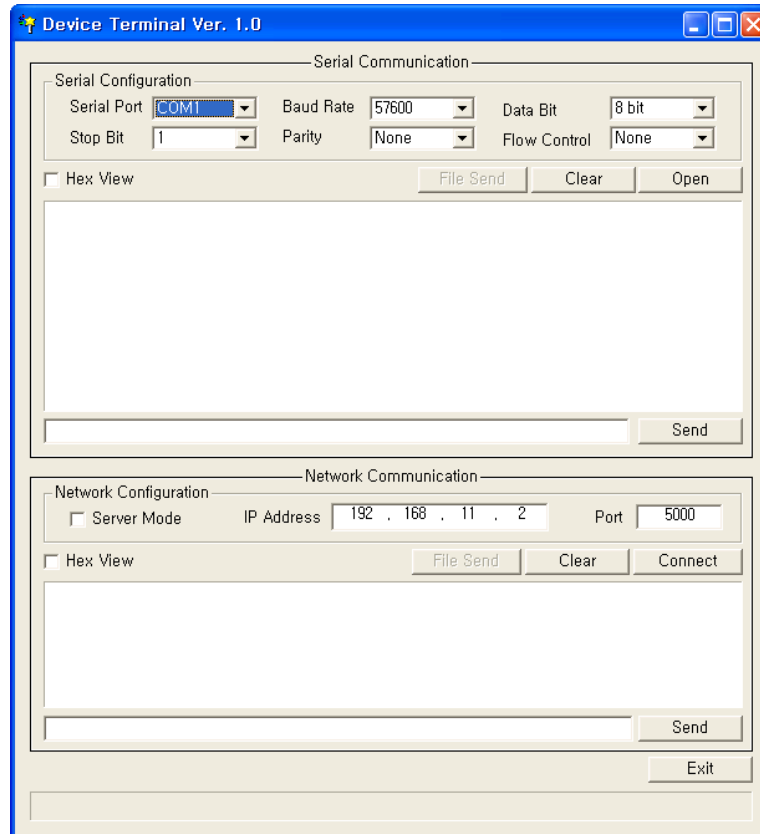 Device Terminal Ver. 1.0
Serial Communication
Serial Configuration
Serial Port COM1 Baud Rate 57600 Data Bit 8 bit
Stop Bit 1 Parity None Flow Control None
Hex View File Send Clear Open
Send
Network Communication
Network Configuration
Server Mode IP Address 192 . 168 . 11 . 2 Port 5000
Hex View File Send Clear Connect
Send
Exit